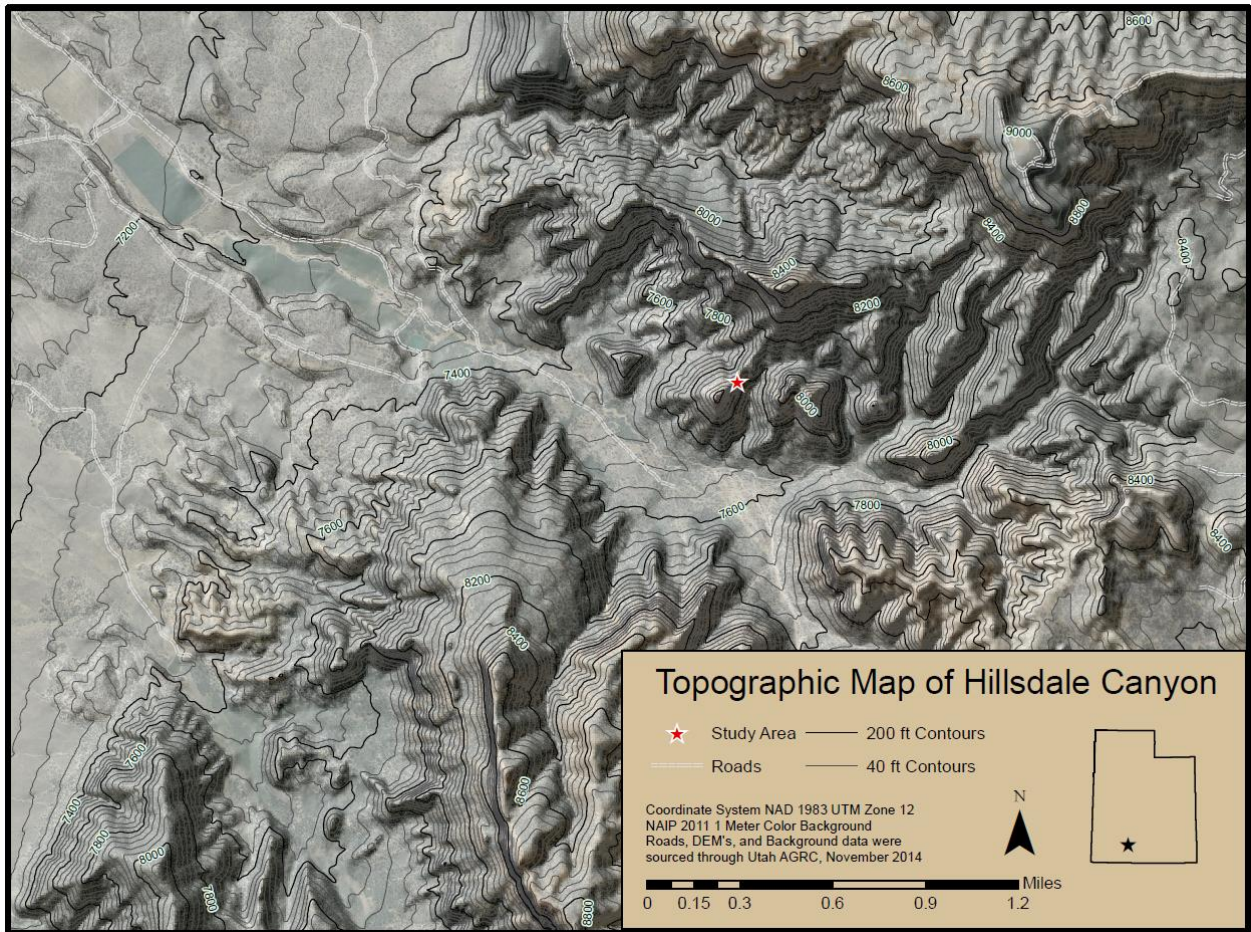 8600
8600
9000
7200
8000
8800
8400
8400
8400
7600
7800
8200
7400
8000
8000
8400
7600
7800
8400
7600
8200
8400
7600
7400
7800
8000
7800
8600
8800
Topographic Map of Hillsdale Canyon
Study Area
200 ft Contours
Roads
40 ft Contours
N
Coordinate System NAD 1983 UTM Zone 12
NAIP 2011 1 Meter Color Background
Roads, DEM's, and Background data were
sourced through Utah AGRC, November 2014
Miles
0 0.15 0.3 0.6 0.9 1.2